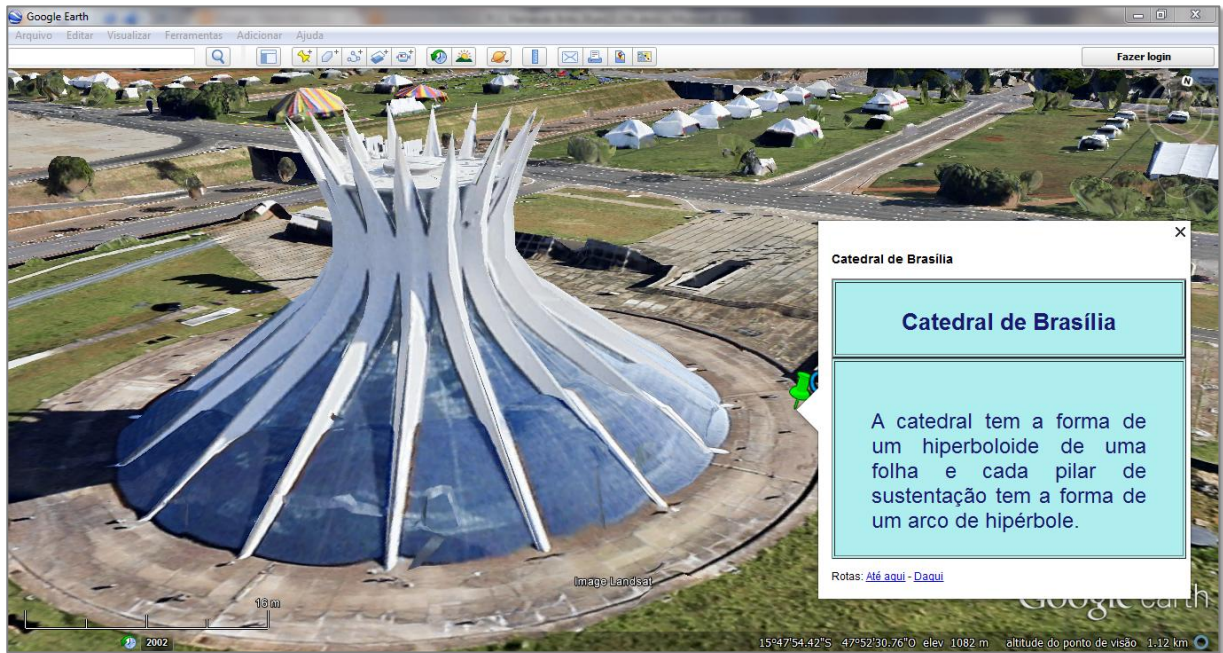 Google Earth
Arquivo Editar Visualizar Ferramentas Adicionar Ajuda
Fazer login
N
Catedral de Brasília
Catedral de Brasília
A catedral tem a forma de
um hiperboloide de uma
folha e cada pilar de
sustentação tem a forma de
um arco de hipérbole.
Rotas: Até aqui - Daqui
Image Landsat
Google earth
16 m
2002
15°47'54.42"S 47°52'30.76"O elev 1082 m altitude do ponto de visão 1.12 km